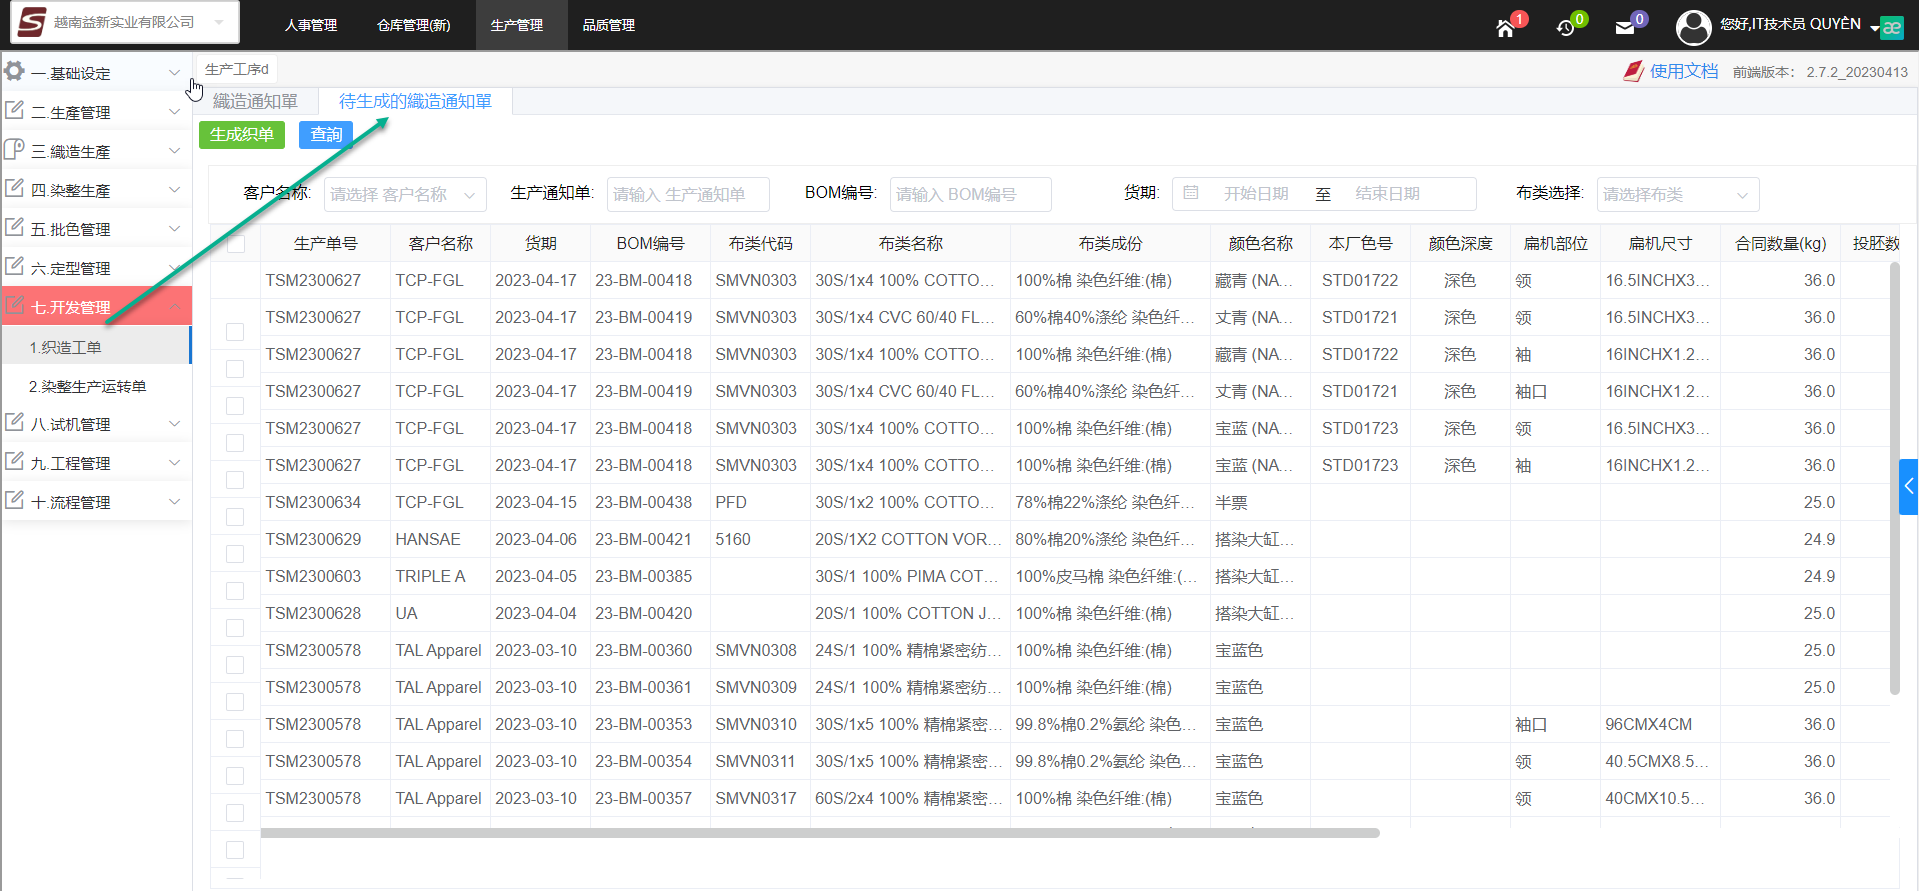 越南益新实业有限公司 人事管理 仓库管理(新) 生产管理 品质管理 1 0 0 您好,IT技术员 QUYÊN æ
一.基础设定 生产工序d 使用文档 前端版本： 2.7.2_20230413
二.生產管理 織造通知單 待生成的織造通知單
三.織造生產 生成织单 查詢
四.染整生產 客户名称: 请选择 客户名称 生产通知单: 请输入 生产通知单 BOM编号: 请输入 BOM编号 货期: 开始日期 至 结束日期 布类选择: 请选择布类
五.批色管理
六.定型管理
七.开发管理
1.织造工单
2.染整生产运转单
八.试机管理
九.工程管理
十.流程管理
生产单号 客户名称 货期 BOM编号 布类代码 布类名称 布类成份 颜色名称 本厂色号 颜色深度 扁机部位 扁机尺寸 合同数量(kg) 投胚数
TSM2300627 TCP-FGL 2023-04-17 23-BM-00418 SMVN0303 30S/1x4 100% COTTO... 100%棉 染色纤维:(棉) 藏青 (NA... STD01722 深色 领 16.5INCHX3... 36.0
TSM2300627 TCP-FGL 2023-04-17 23-BM-00419 SMVN0303 30S/1x4 CVC 60/40 FL... 60%棉40%涤纶 染色纤... 丈青 (NA... STD01721 深色 领 16.5INCHX3... 36.0
TSM2300627 TCP-FGL 2023-04-17 23-BM-00418 SMVN0303 30S/1x4 100% COTTO... 100%棉 染色纤维:(棉) 藏青 (NA... STD01722 深色 袖 16INCHX1.2... 36.0
TSM2300627 TCP-FGL 2023-04-17 23-BM-00419 SMVN0303 30S/1x4 CVC 60/40 FL... 60%棉40%涤纶 染色纤... 丈青 (NA... STD01721 深色 袖口 16INCHX1.2... 36.0
TSM2300627 TCP-FGL 2023-04-17 23-BM-00418 SMVN0303 30S/1x4 100% COTTO... 100%棉 染色纤维:(棉) 宝蓝 (NA... STD01723 深色 领 16.5INCHX3... 36.0
TSM2300627 TCP-FGL 2023-04-17 23-BM-00418 SMVN0303 30S/1x4 100% COTTO... 100%棉 染色纤维:(棉) 宝蓝 (NA... STD01723 深色 袖 16INCHX1.2... 36.0
TSM2300634 TCP-FGL 2023-04-15 23-BM-00438 PFD 30S/1x2 100% COTTO... 78%棉22%涤纶 染色纤... 半票 25.0
TSM2300629 HANSAE 2023-04-06 23-BM-00421 5160 20S/1X2 COTTON VOR... 80%棉20%涤纶 染色纤... 搭染大缸... 24.9
TSM2300603 TRIPLE A 2023-04-05 23-BM-00385 30S/1 100% PIMA COT... 100%皮马棉 染色纤维:(... 搭染大缸... 24.9
TSM2300628 UA 2023-04-04 23-BM-00420 20S/1 100% COTTON J... 100%棉 染色纤维:(棉) 搭染大缸... 25.0
TSM2300578 TAL Apparel 2023-03-10 23-BM-00360 SMVN0308 24S/1 100% 精棉紧密纺... 100%棉 染色纤维:(棉) 宝蓝色 25.0
TSM2300578 TAL Apparel 2023-03-10 23-BM-00361 SMVN0309 24S/1 100% 精棉紧密纺... 100%棉 染色纤维:(棉) 宝蓝色 25.0
TSM2300578 TAL Apparel 2023-03-10 23-BM-00353 SMVN0310 30S/1x5 100% 精棉紧密... 99.8%棉0.2%氨纶 染色... 宝蓝色 袖口 96CMX4CM 36.0
TSM2300578 TAL Apparel 2023-03-10 23-BM-00354 SMVN0311 30S/1x5 100% 精棉紧密... 99.8%棉0.2%氨纶 染色... 宝蓝色 领 40.5CMX8.5... 36.0
TSM2300578 TAL Apparel 2023-03-10 23-BM-00357 SMVN0317 60S/2x4 100% 精棉紧密... 100%棉 染色纤维:(棉) 宝蓝色 领 40CMX10.5... 36.0